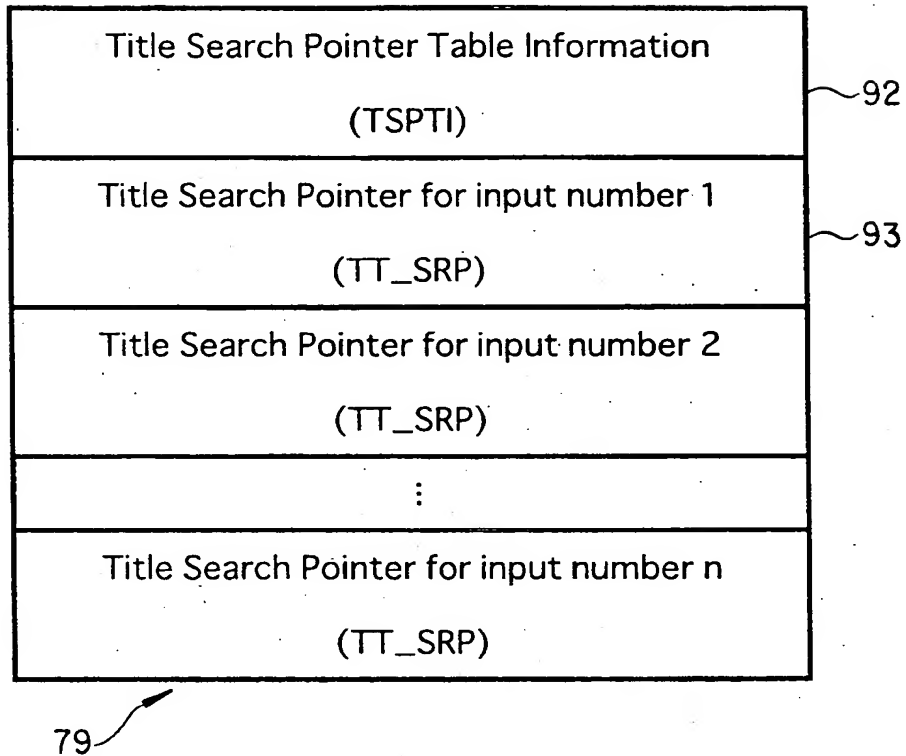 Title Search Pointer Table Information
(TSPTI)
92
Title Search Pointer for input number 1
(TT_SRP)
93
Title Search Pointer for input number 2
(TT_SRP)
⋮
Title Search Pointer for input number n
(TT_SRP)
79